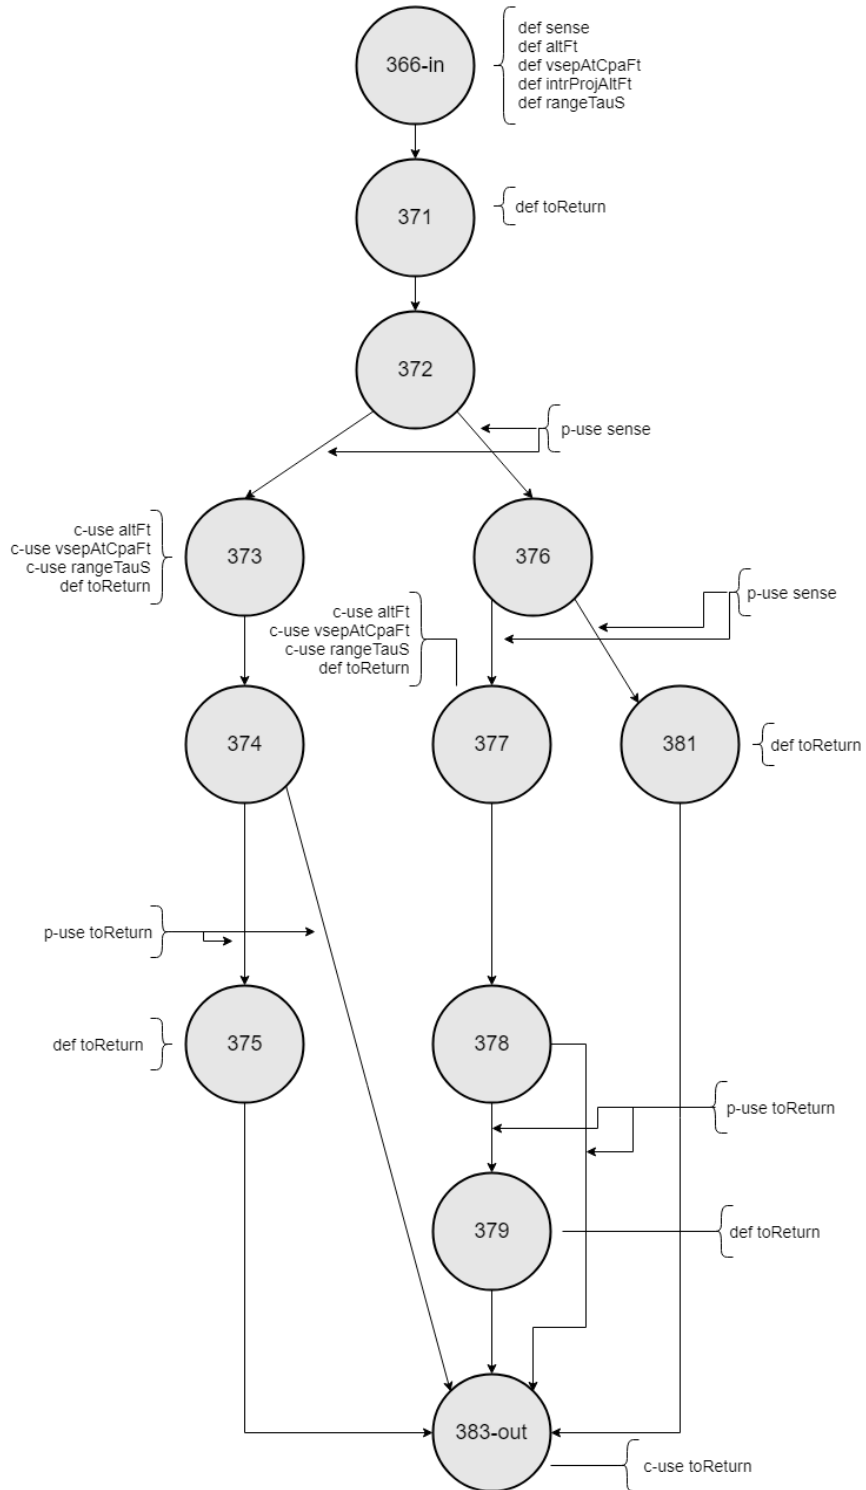 366-in
def sense
def altFt
def vsepAtCpaFt
def intrProjAltFt
def rangeTauS
371
def toReturn
372
p-use sense
c-use altFt
c-use vsepAtCpaFt
c-use rangeTauS
def toReturn
373
376
p-use sense
c-use altFt
c-use vsepAtCpaFt
c-use rangeTauS
def toReturn
374
377
381
def toReturn
p-use toReturn
def toReturn
375
378
p-use toReturn
379
def toReturn
383-out
c-use toReturn